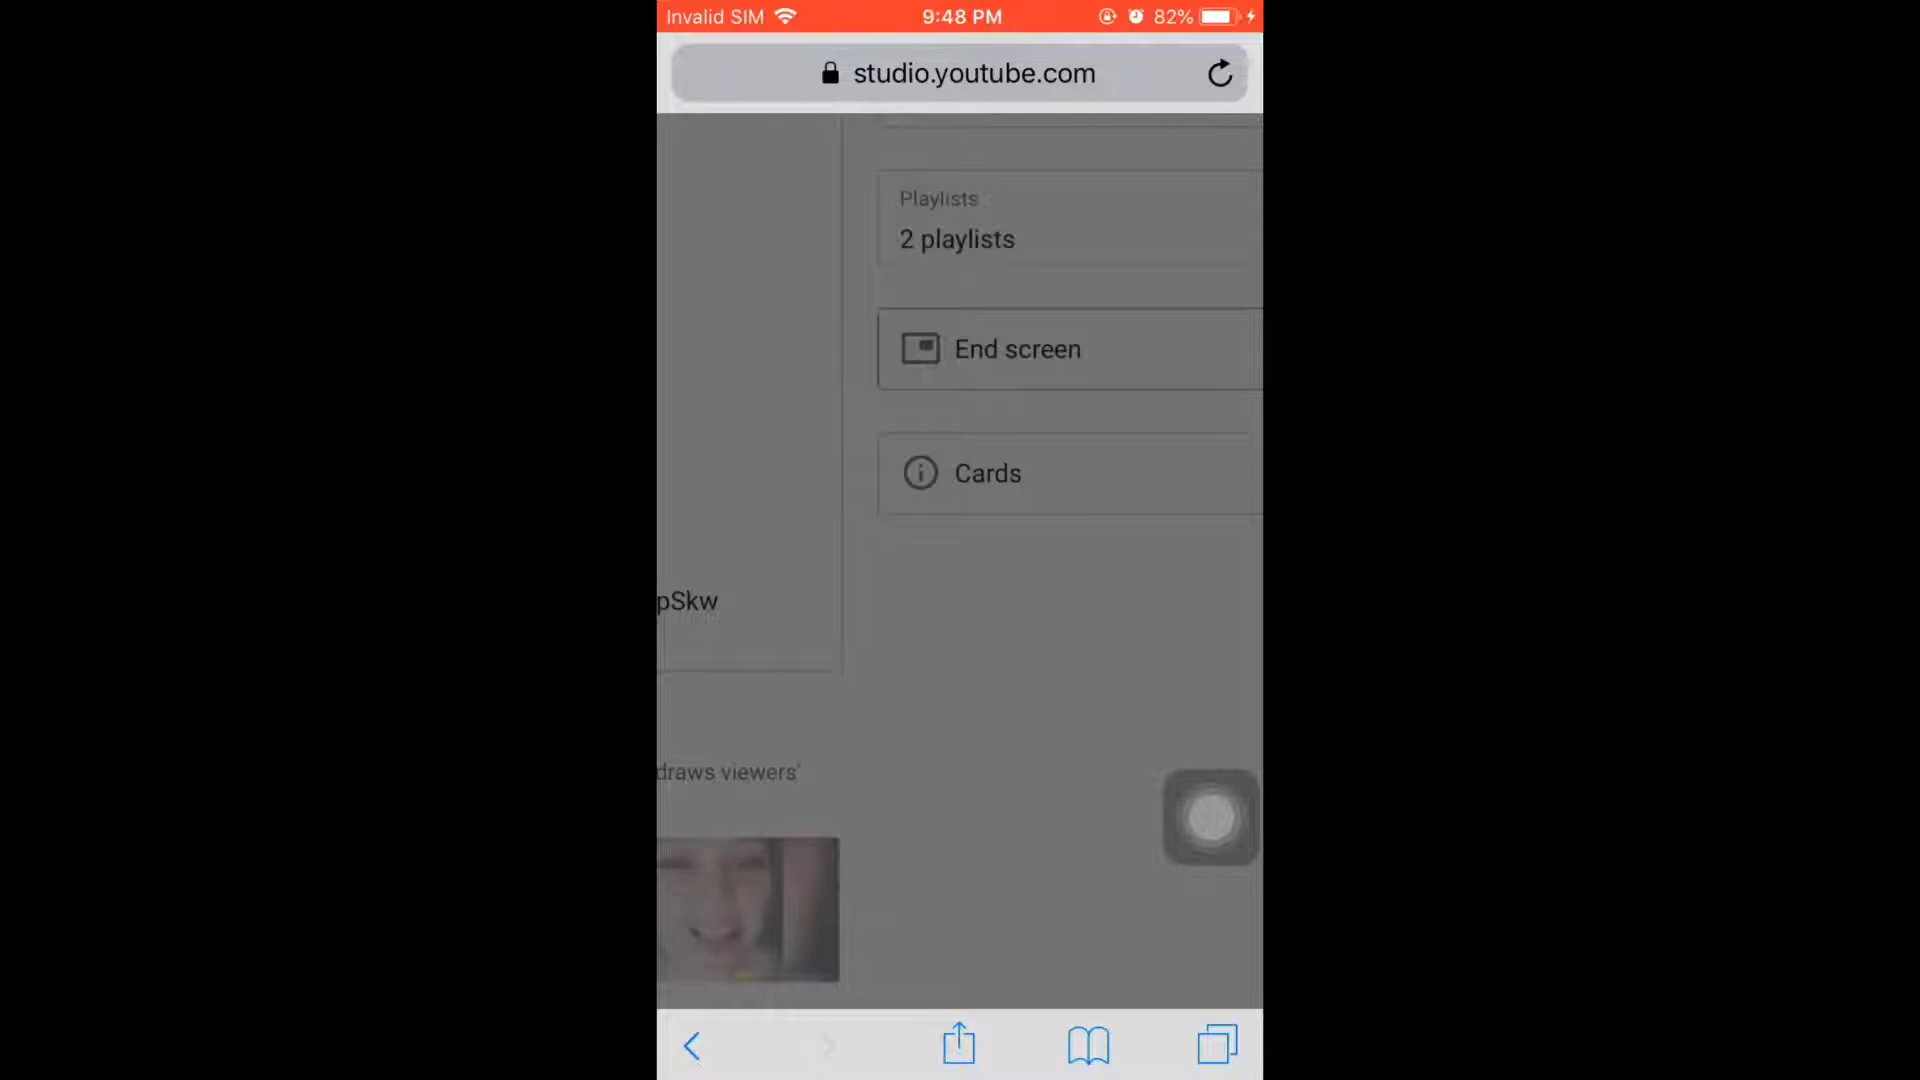 Invalid SIM 9:48 PM 82%
studio.youtube.com
Playlists
2 playlists
End screen
Cards
pSkw
draws viewers'